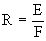 R = E/F